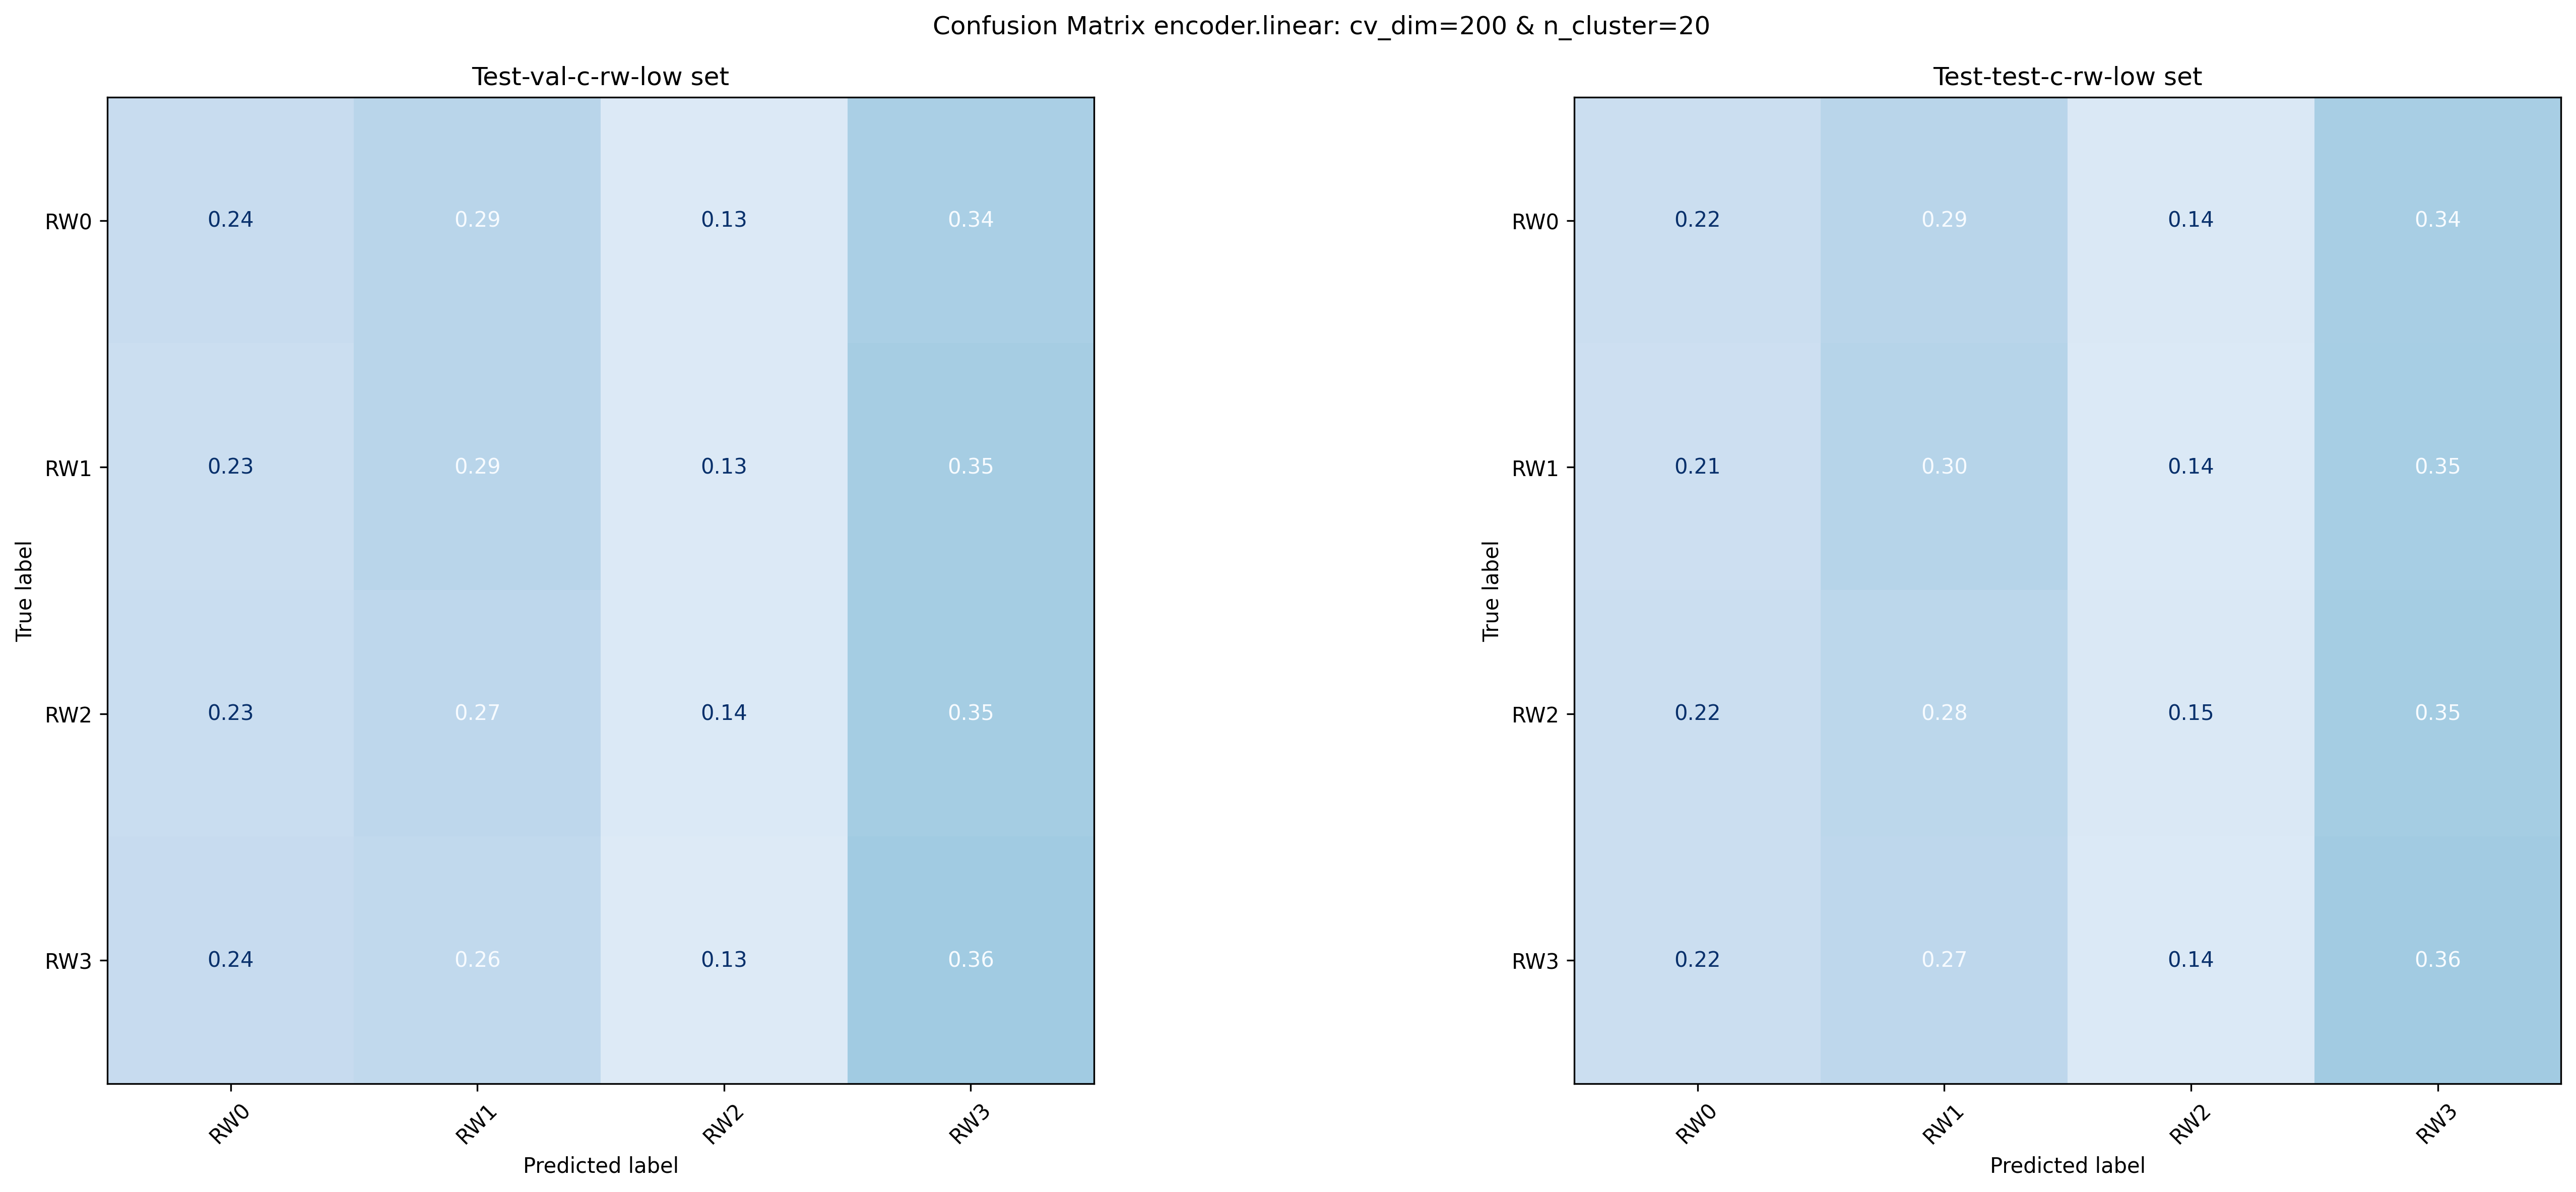 Confusion Matrix encoder.linear: cv_dim=200 & n_cluster=20
Test-val-c-rw-low set
True label
RW0 0.24 0.29 0.13 0.34
RW1 0.23 0.29 0.13 0.35
RW2 0.23 0.27 0.14 0.35
RW3 0.24 0.26 0.13 0.36
RW0 RW1 RW2 RW3
Predicted label
Test-test-c-rw-low set
True label
RW0 0.22 0.29 0.14 0.34
RW1 0.21 0.30 0.14 0.35
RW2 0.22 0.28 0.15 0.35
RW3 0.22 0.27 0.14 0.36
RW0 RW1 RW2 RW3
Predicted label